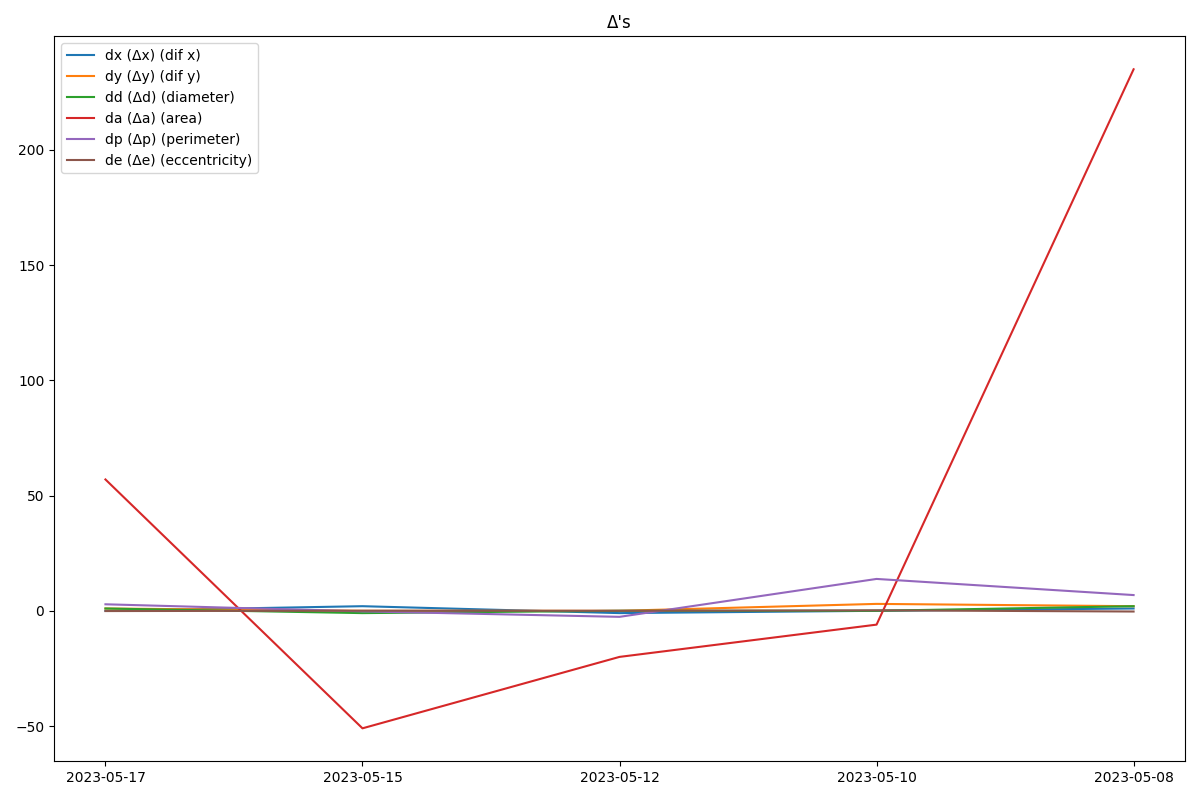 Δ's
dx (Δx) (dif x)
dy (Δy) (dif y)
dd (Δd) (diameter)
da (Δa) (area)
dp (Δp) (perimeter)
de (Δe) (eccentricity)
200
150
100
50
0
−50
2023-05-17 2023-05-15 2023-05-12 2023-05-10 2023-05-08